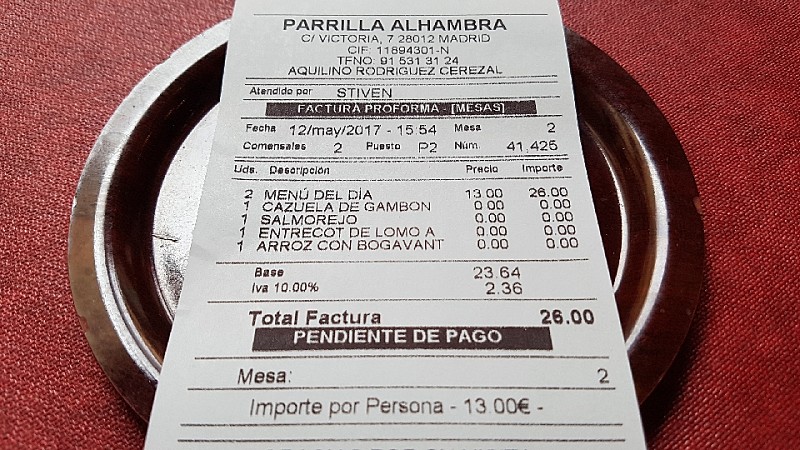 PARRILLA ALHAMBRA
C/ VICTORIA, 7 28012 MADRID
CIF: 11894301-N
TFNO: 91 531 31 24
AQUILINO RODRIGUEZ CEREZAL
Atendido por STIVEN
FACTURA PROFORMA - [MESAS]
Fecha 12/may/2017 - 15:54 Mesa 2
Comensales 2 Puesto P2 Núm. 41,425
Uds. Descripción Precio Importe
2 MENÚ DEL DÍA 13.00 26.00
1 CAZUELA DE GAMBON 0.00 0.00
1 SALMOREJO 0.00 0.00
1 ENTRECOT DE LOMO A 0.00 0.00
1 ARROZ CON BOGAVANT 0.00 0.00
Base 23.64
Iva 10.00% 2.36
Total Factura 26.00
PENDIENTE DE PAGO
Mesa: 2
Importe por Persona - 13.00€ -